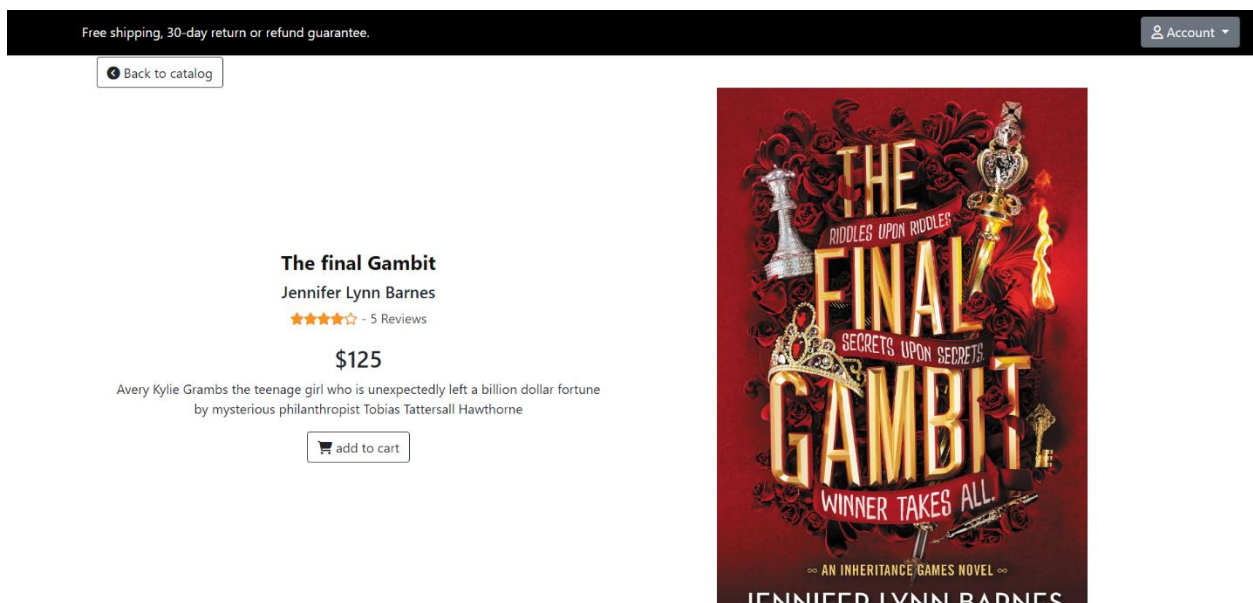 Free shipping, 30-day return or refund guarantee.
Account
Back to catalog
The final Gambit
Jennifer Lynn Barnes
- 5 Reviews
$125
Avery Kylie Grambs the teenage girl who is unexpectedly left a billion dollar fortune
by mysterious philanthropist Tobias Tattersall Hawthorne
add to cart
THE
RIDDLES UPON RIDDLES
FINAL
SECRETS UPON SECRETS.
GAMBIT
WINNER TAKES ALL.
∞ AN INHERITANCE GAMES NOVEL ∞
JENNIFER LYNN BARNES